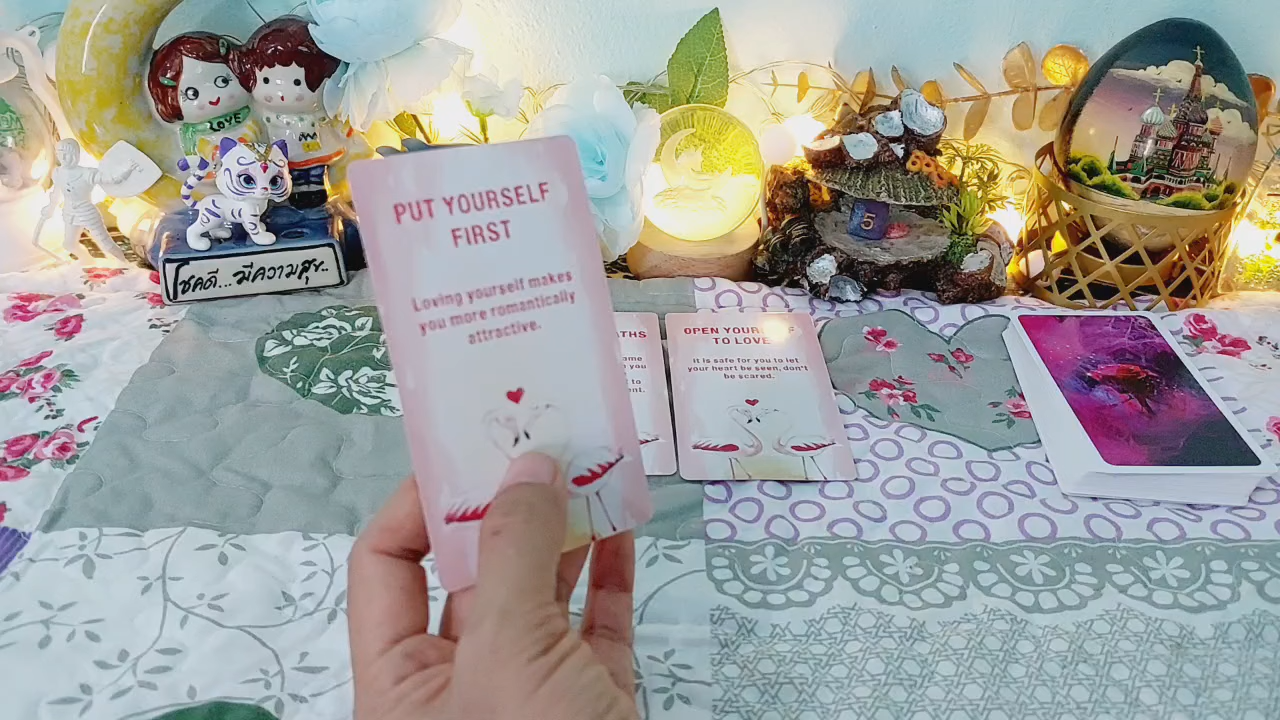 LOVE
โชคดี...มีความสุข..
5
PUT YOURSELF
FIRST
Loving yourself makes
you more romantically
attractive.
OPEN
TO LOVE
It is safe for you to let
your heart be seen, don't
be scared.